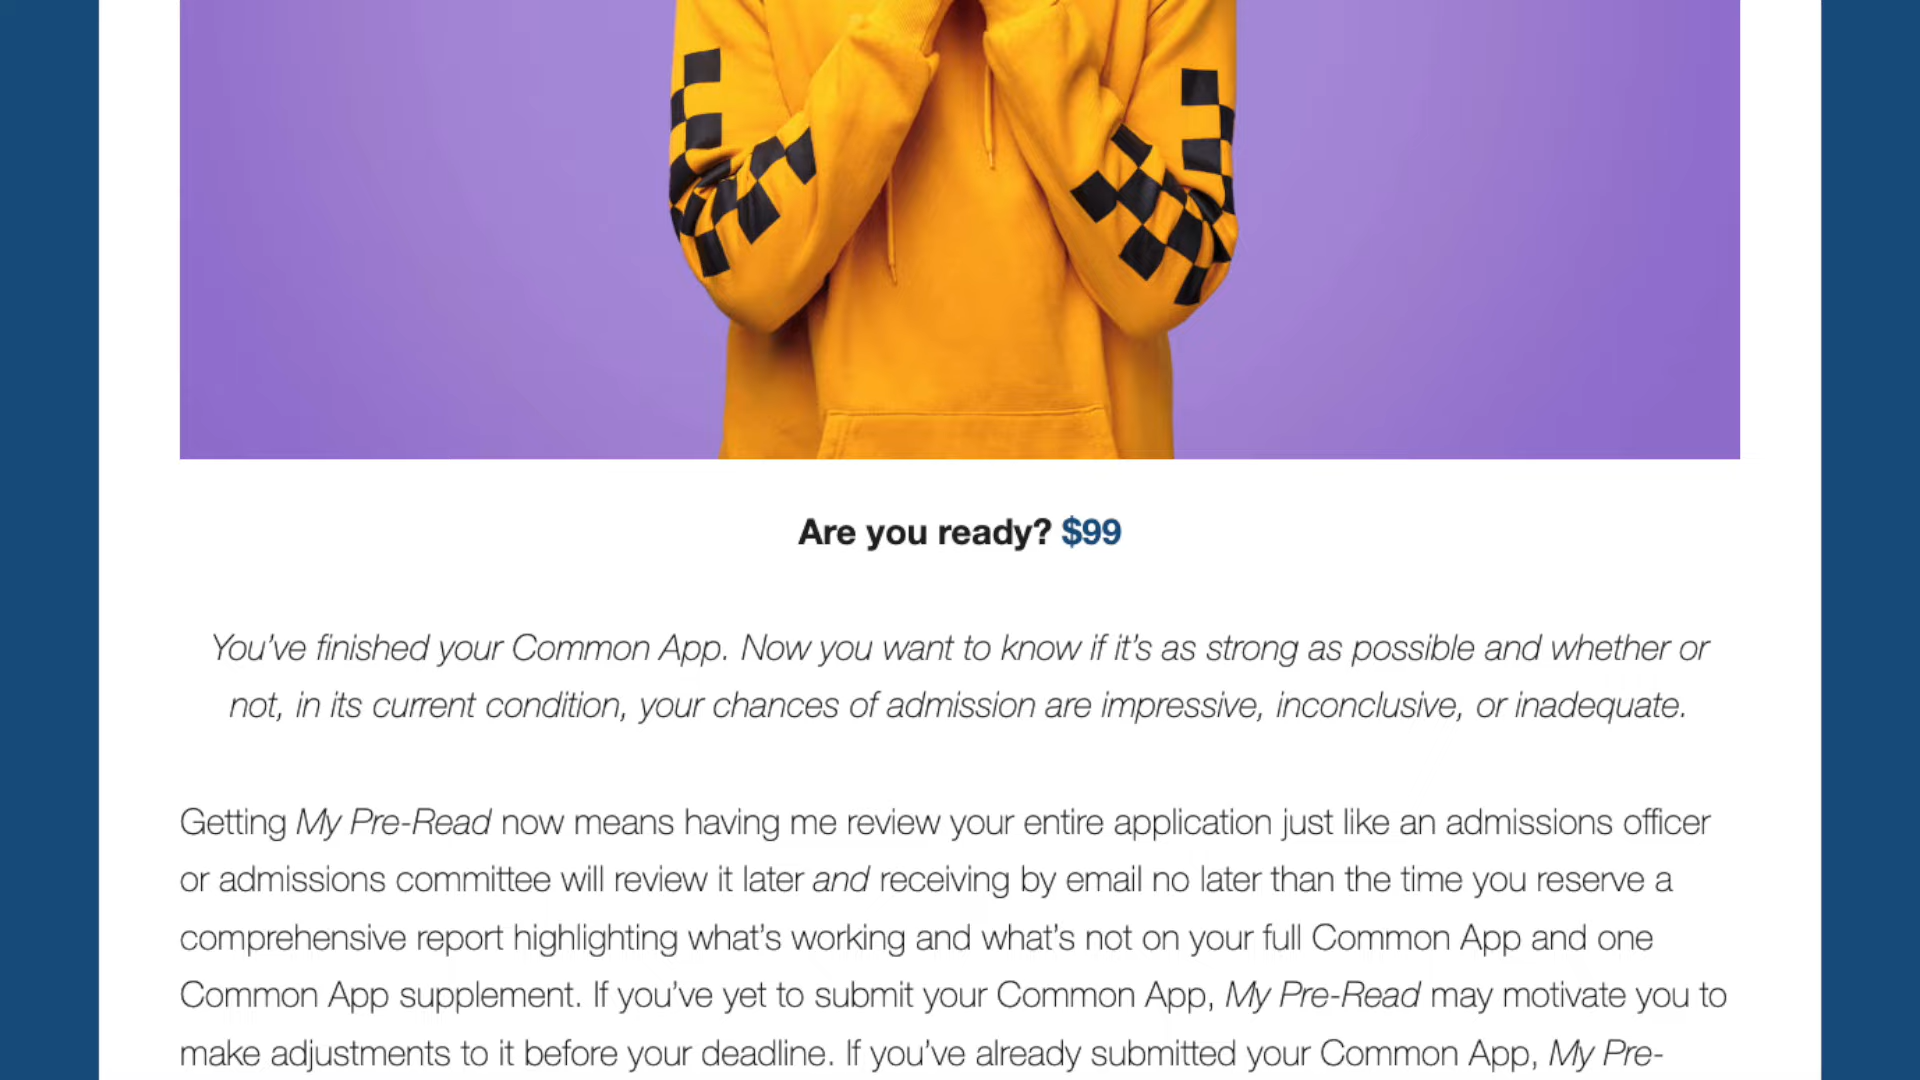 Are you ready? $99
You’ve finished your Common App. Now you want to know if it’s as strong as possible and whether or
not, in its current condition, your chances of admission are impressive, inconclusive, or inadequate.
Getting My Pre-Read now means having me review your entire application just like an admissions officer
or admissions committee will review it later and receiving by email no later than the time you reserve a
comprehensive report highlighting what’s working and what’s not on your full Common App and one
Common App supplement. If you’ve yet to submit your Common App, My Pre-Read may motivate you to
make adjustments to it before your deadline. If you’ve already submitted your Common App, My Pre-